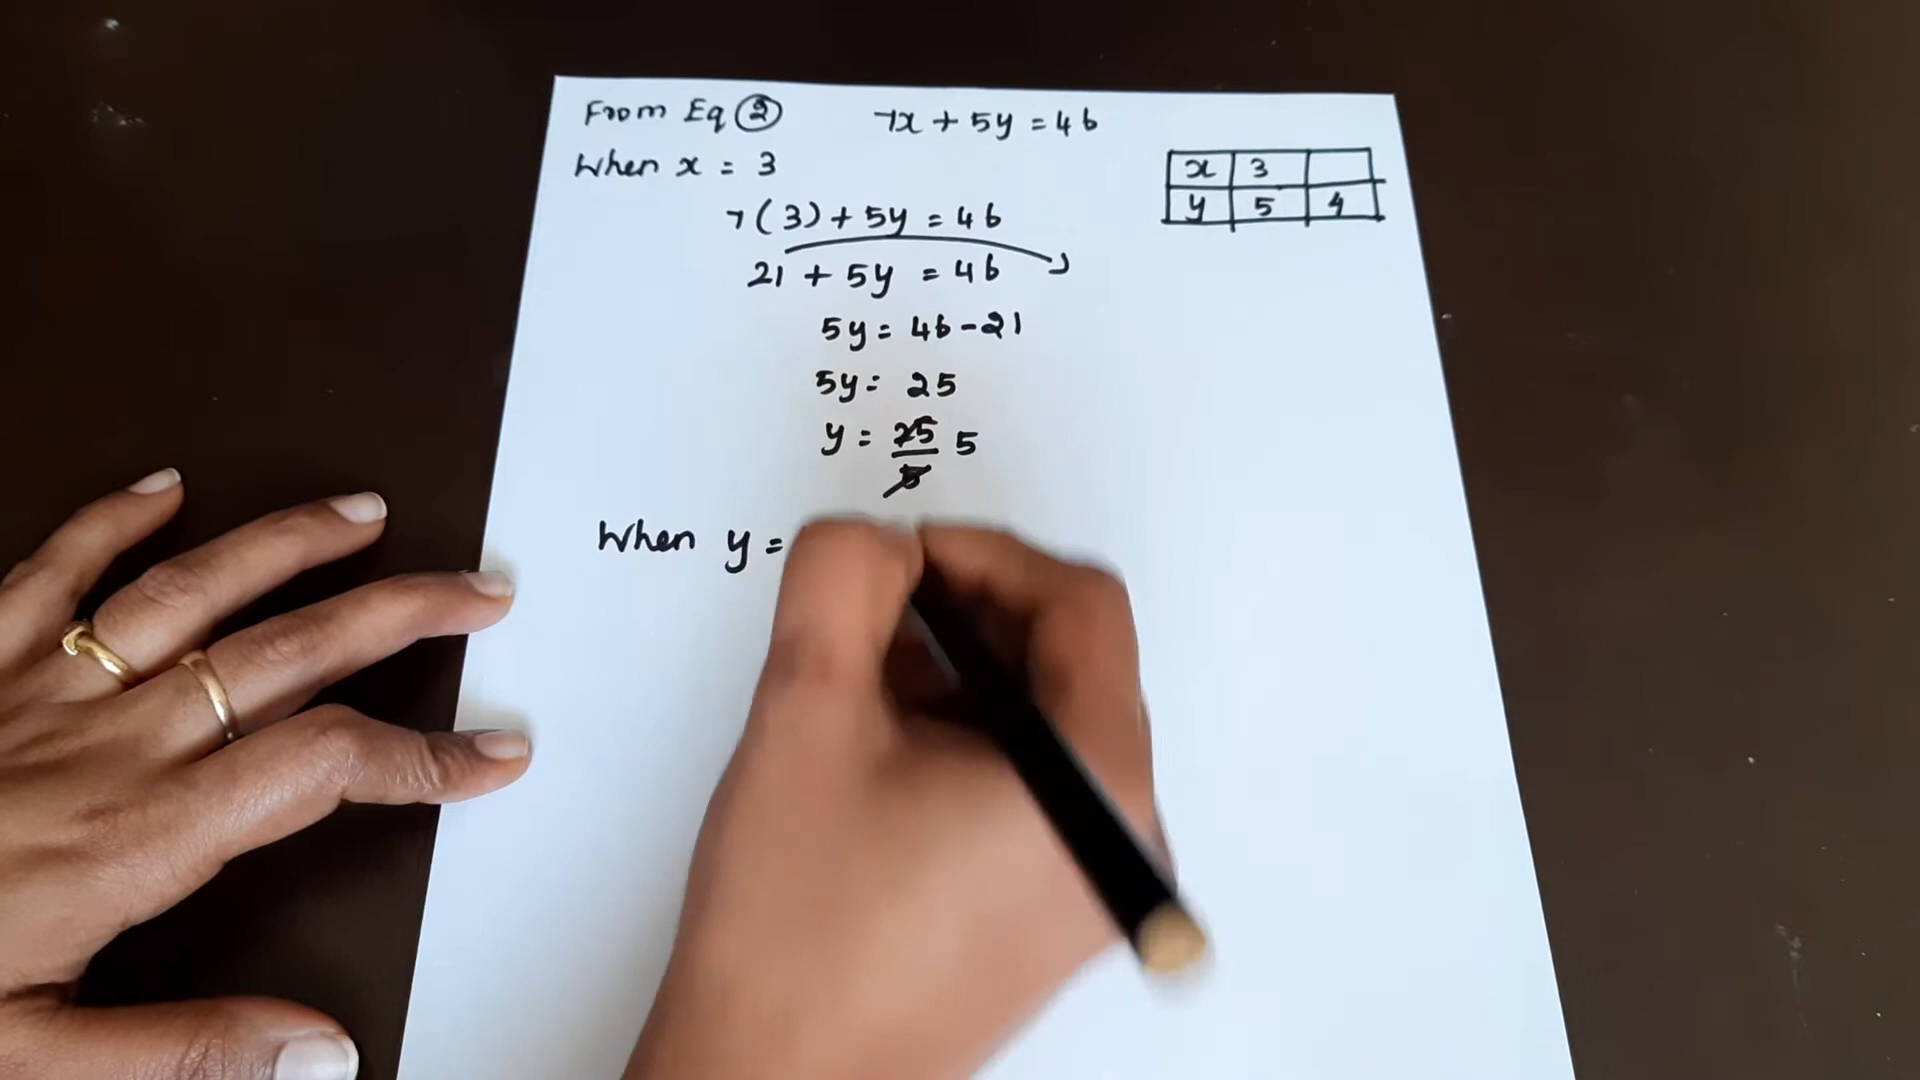 From Eq ② 7x + 5y = 46
When x = 3
x 3
y 5 4
7(3) + 5y = 46
21 + 5y = 46
5y = 46 - 21
5y = 25
y = 25/5 5
When y =